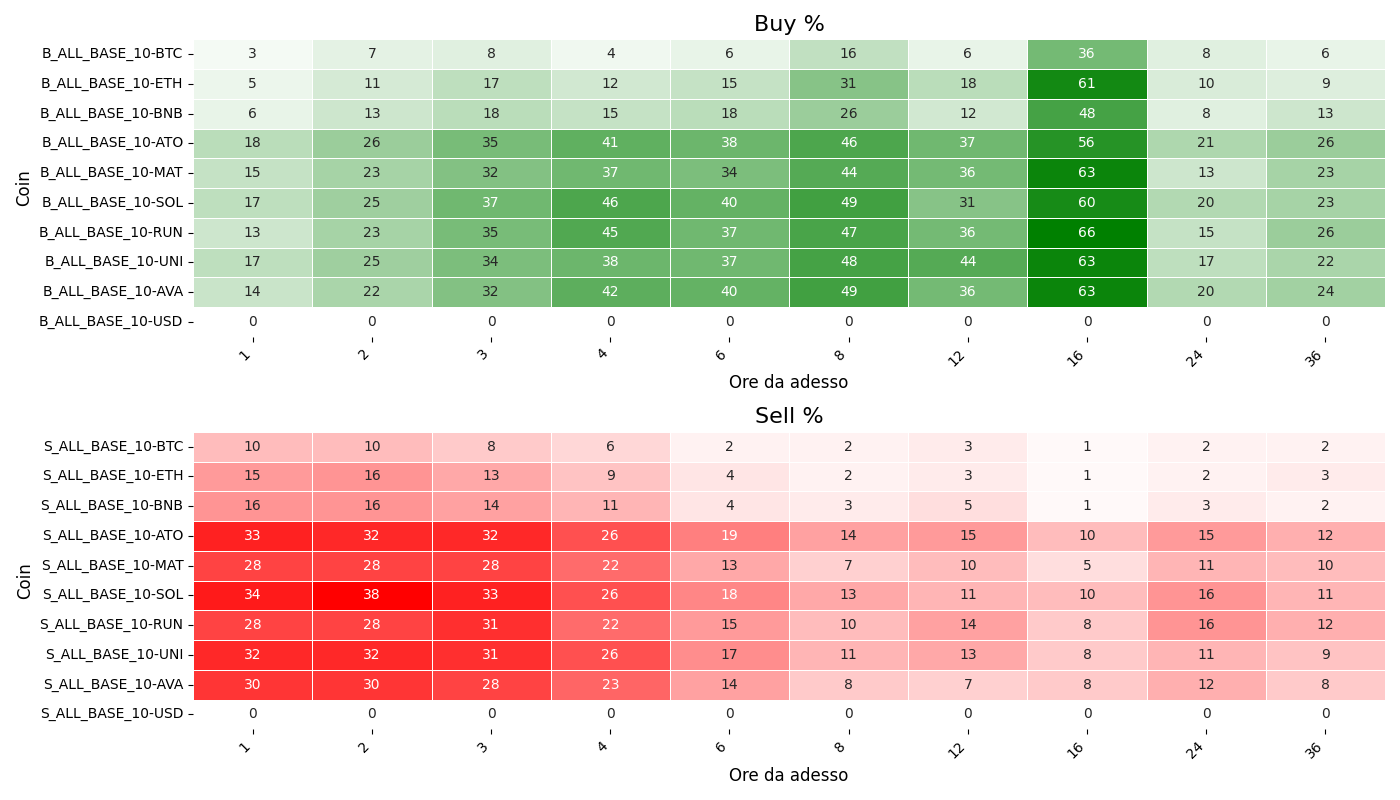 Buy %
Coin
B_ALL_BASE_10-BTC 3 7 8 4 6 16 6 36 8 6
B_ALL_BASE_10-ETH 5 11 17 12 15 31 18 61 10 9
B_ALL_BASE_10-BNB 6 13 18 15 18 26 12 48 8 13
B_ALL_BASE_10-ATO 18 26 35 41 38 46 37 56 21 26
B_ALL_BASE_10-MAT 15 23 32 37 34 44 36 63 13 23
B_ALL_BASE_10-SOL 17 25 37 46 40 49 31 60 20 23
B_ALL_BASE_10-RUN 13 23 35 45 37 47 36 66 15 26
B_ALL_BASE_10-UNI 17 25 34 38 37 48 44 63 17 22
B_ALL_BASE_10-AVA 14 22 32 42 40 49 36 63 20 24
B_ALL_BASE_10-USD 0 0 0 0 0 0 0 0 0 0
1 2 3 4 6 8 12 16 24 36
Ore da adesso
Sell %
Coin
S_ALL_BASE_10-BTC 10 10 8 6 2 2 3 1 2 2
S_ALL_BASE_10-ETH 15 16 13 9 4 2 3 1 2 3
S_ALL_BASE_10-BNB 16 16 14 11 4 3 5 1 3 2
S_ALL_BASE_10-ATO 33 32 32 26 19 14 15 10 15 12
S_ALL_BASE_10-MAT 28 28 28 22 13 7 10 5 11 10
S_ALL_BASE_10-SOL 34 38 33 26 18 13 11 10 16 11
S_ALL_BASE_10-RUN 28 28 31 22 15 10 14 8 16 12
S_ALL_BASE_10-UNI 32 32 31 26 17 11 13 8 11 9
S_ALL_BASE_10-AVA 30 30 28 23 14 8 7 8 12 8
S_ALL_BASE_10-USD 0 0 0 0 0 0 0 0 0 0
1 2 3 4 6 8 12 16 24 36
Ore da adesso